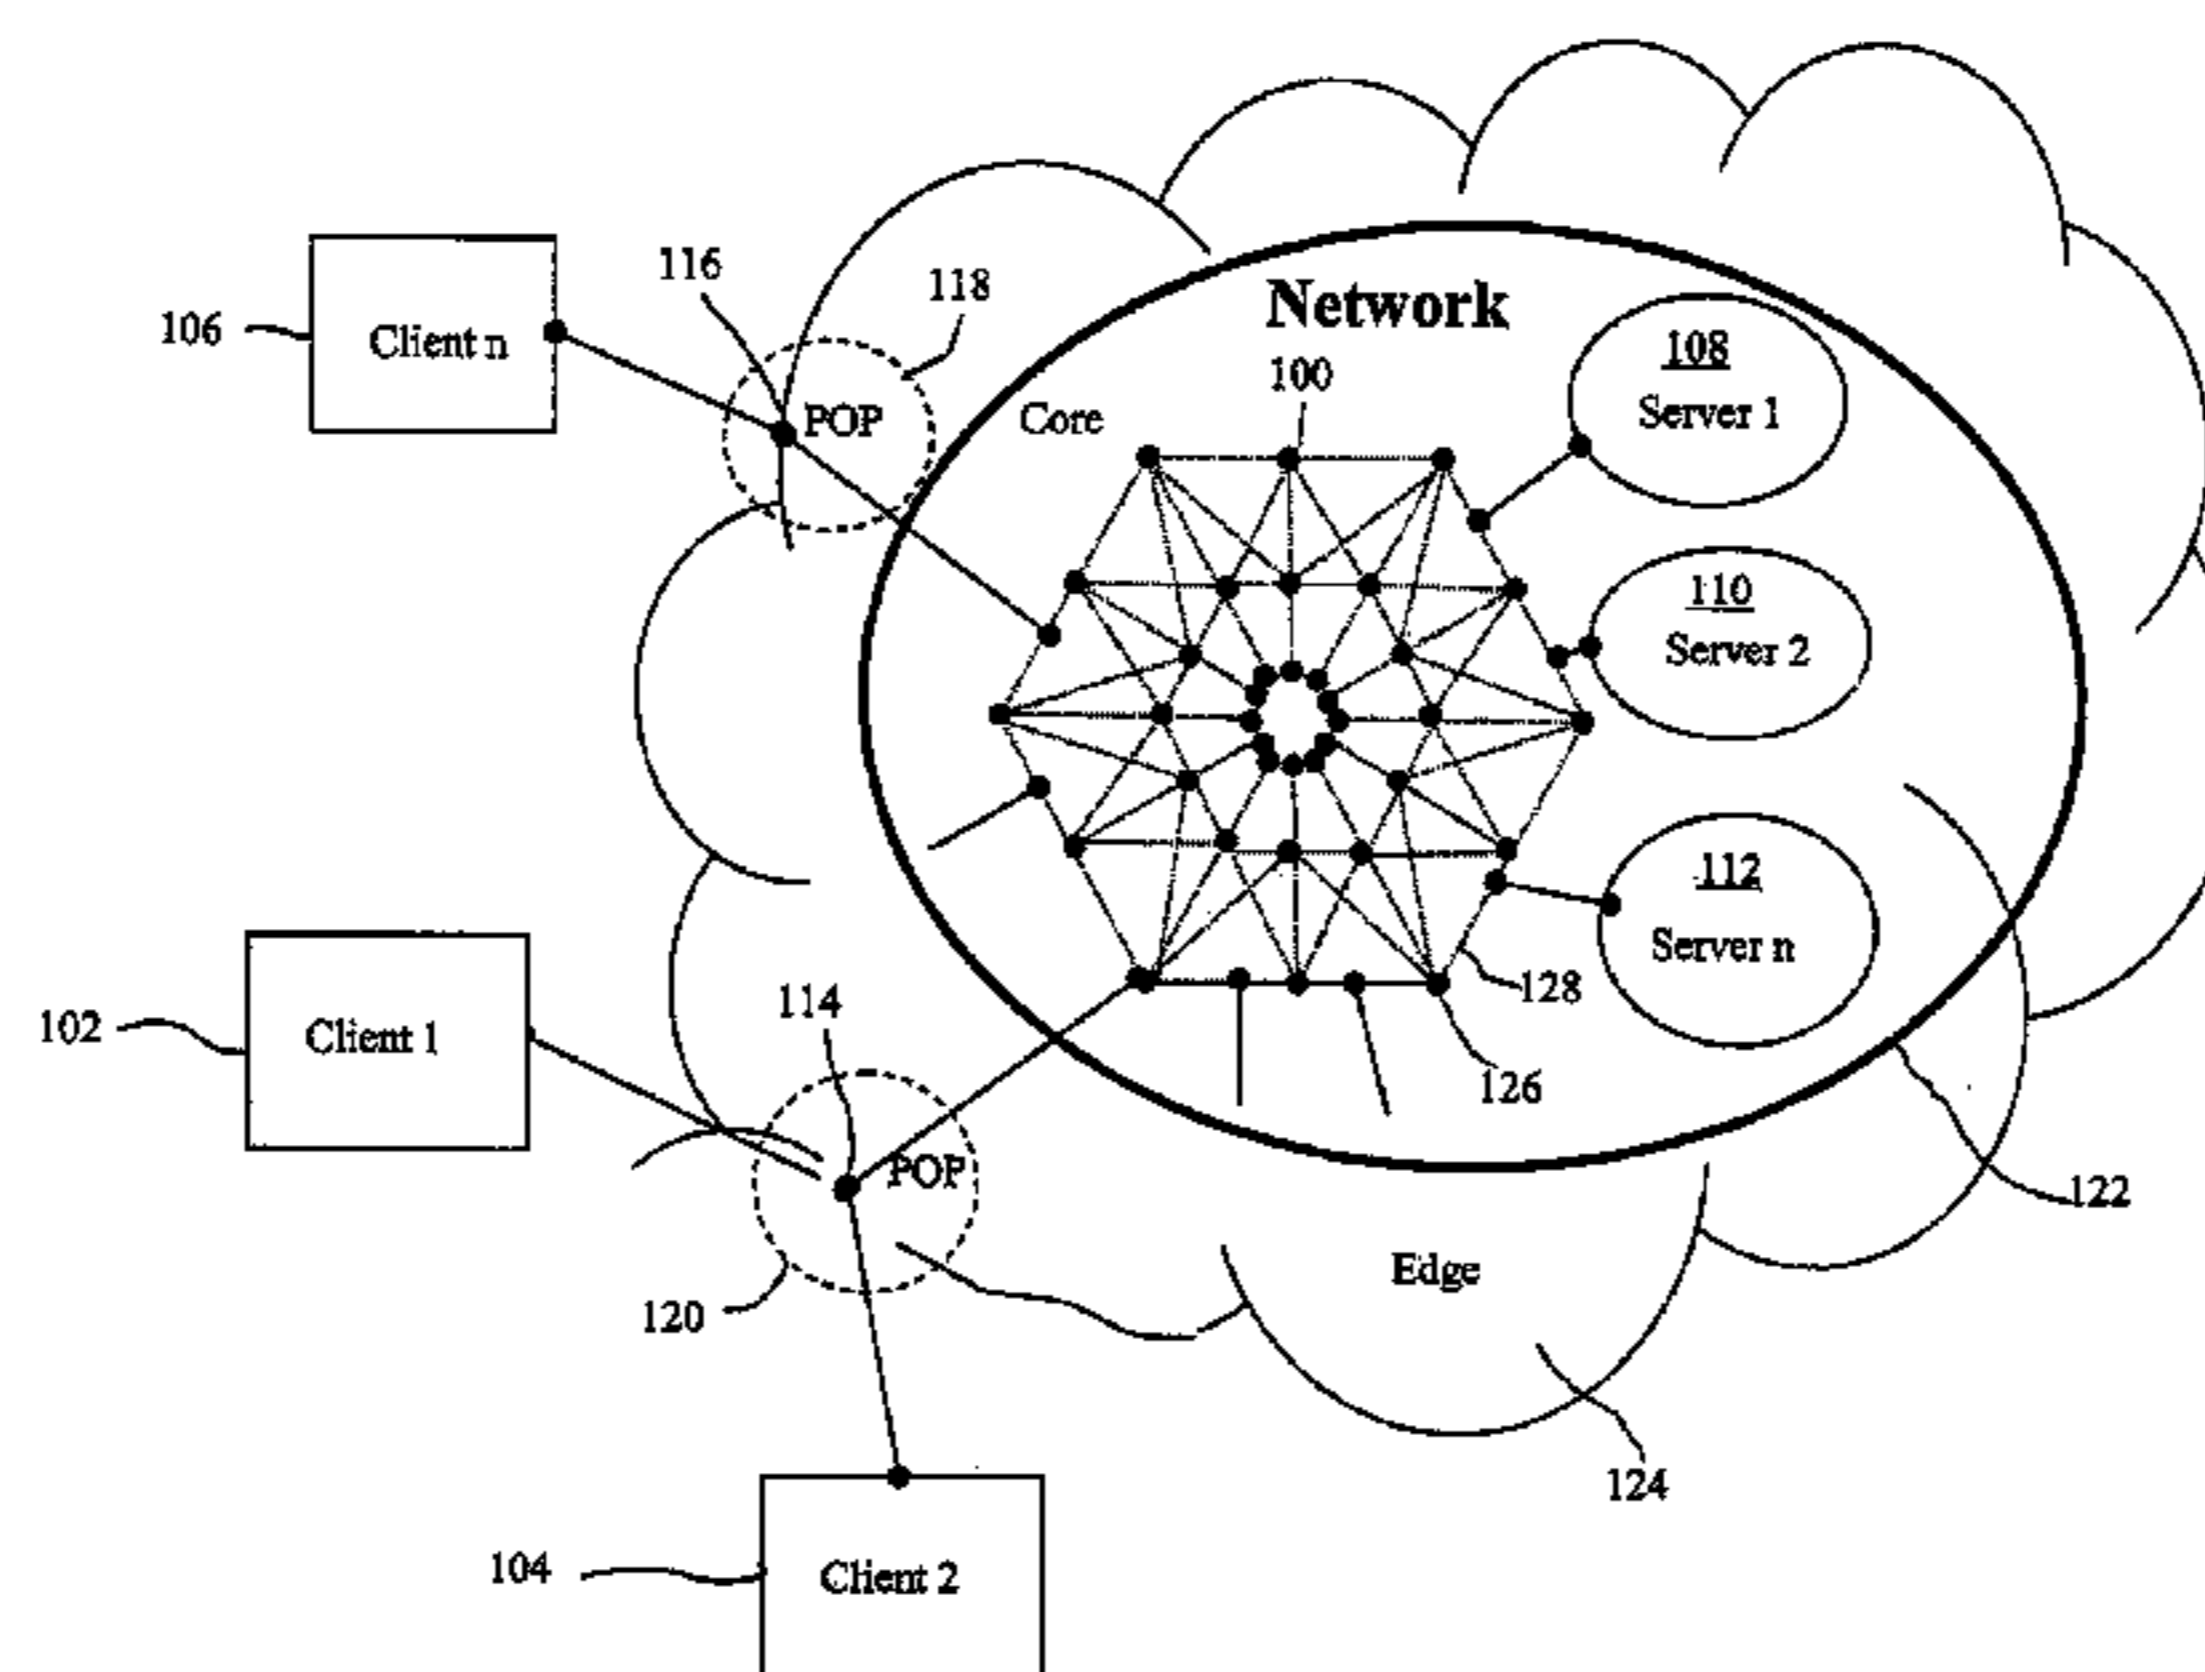 116
118
Network
106
Client n
108
100
POP
Core
Server 1
110
Server 2
112
Server n
128
114
102
Client 1
126
POP
122
Edge
120
124
104
Client 2